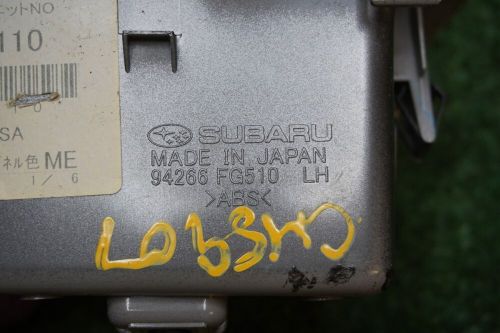 ニットNO
110
SA
ネル色 ME
1/6
SUBARU
MADE IN JAPAN
94266 FG510 LH
>ABS<